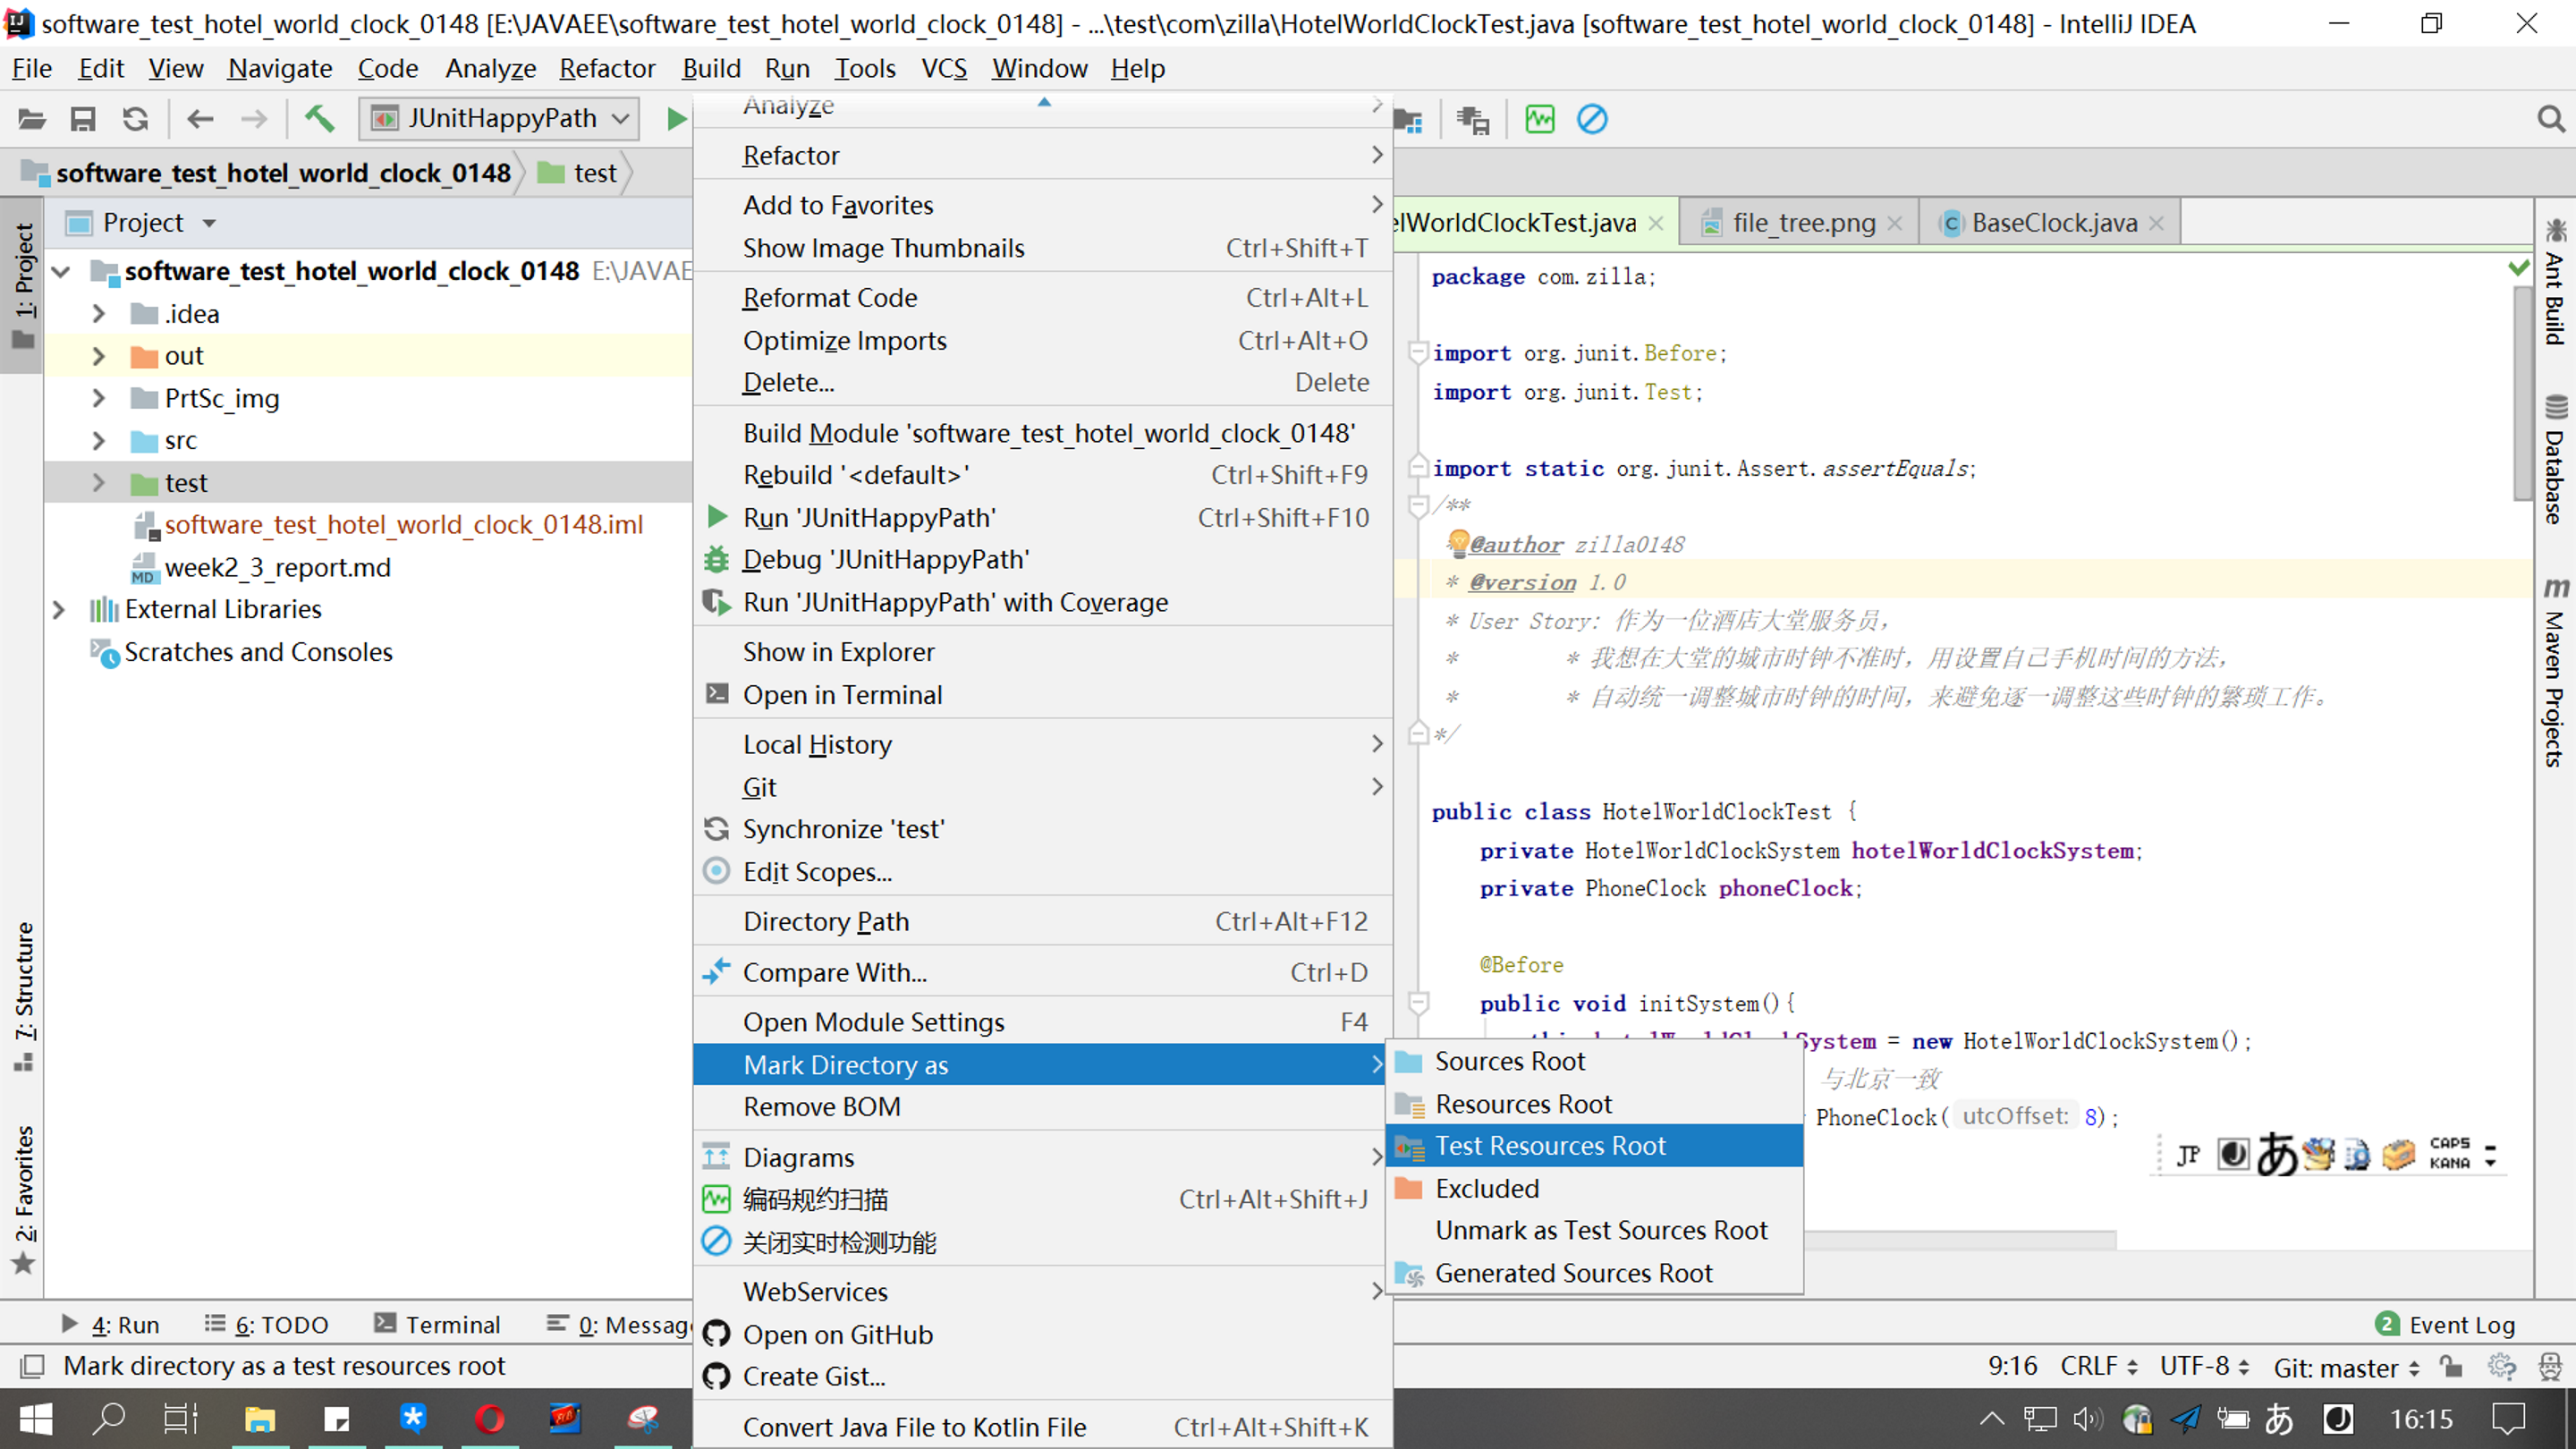 software_test_hotel_world_clock_0148 [E:\JAVAEE\software_test_hotel_world_clock_0148] - ...\test\com\zilla\HotelWorldClockTest.java [software_test_hotel_world_clock_0148] - IntelliJ IDEA
File Edit View Navigate Code Analyze Refactor Build Run Tools VCS Window Help
JUnitHappyPath
software_test_hotel_world_clock_0148 test
1: Project
7: Structure
2: Favorites
Project
software_test_hotel_world_clock_0148 E:\JAVAE
.idea
out
PrtSc_img
src
test
software_test_hotel_world_clock_0148.iml
MD week2_3_report.md
External Libraries
Scratches and Consoles
Analyze
Refactor
Add to Favorites
Show Image Thumbnails Ctrl+Shift+T
Reformat Code Ctrl+Alt+L
Optimize Imports Ctrl+Alt+O
Delete... Delete
Build Module 'software_test_hotel_world_clock_0148'
Rebuild '<default>' Ctrl+Shift+F9
Run 'JUnitHappyPath' Ctrl+Shift+F10
Debug 'JUnitHappyPath'
Run 'JUnitHappyPath' with Coverage
Show in Explorer
Open in Terminal
Local History
Git
Synchronize 'test'
Edit Scopes...
Directory Path Ctrl+Alt+F12
Compare With... Ctrl+D
Open Module Settings F4
Mark Directory as
Remove BOM
Diagrams
编码规约扫描 Ctrl+Alt+Shift+J
关闭实时检测功能
WebServices
Open on GitHub
Create Gist...
Convert Java File to Kotlin File Ctrl+Alt+Shift+K
Sources Root
Resources Root
Test Resources Root
Excluded
Unmark as Test Sources Root
Generated Sources Root
elWorldClockTest.java file_tree.png BaseClock.java
package com.zilla;
import org.junit.Before;
import org.junit.Test;
import static org.junit.Assert.assertEquals;
/**
* @author zilla0148
* @version 1.0
* User Story: 作为一位酒店大堂服务员，
* * 我想在大堂的城市时钟不准时，用设置自己手机时间的方法，
* * 自动统一调整城市时钟的时间，来避免逐一调整这些时钟的繁琐工作。
*/
public class HotelWorldClockTest {
private HotelWorldClockSystem hotelWorldClockSystem;
private PhoneClock phoneClock;
@Before
public void initSystem(){
System = new HotelWorldClockSystem();
与北京一致
PhoneClock( utcOffset: 8);
JP あ CAPS
KANA
Ant Build
Database
Maven Projects
4: Run 6: TODO Terminal 0: Messag
2 Event Log
Mark directory as a test resources root
9:16 CRLF UTF-8 Git: master
あ 16:15